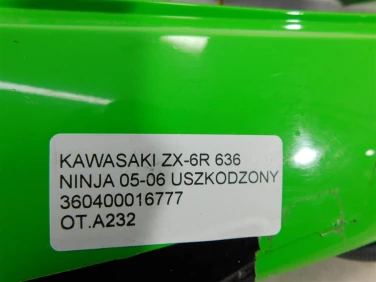 KAWASAKI ZX-6R 636
NINJA 05-06 USZKODZONY
360400016777
OT.A232